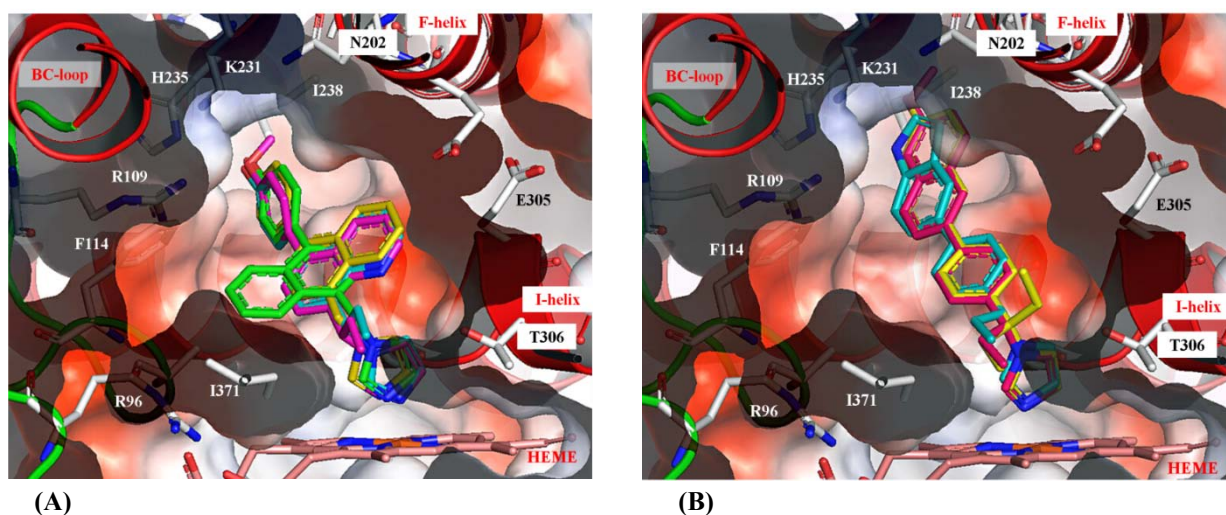 F-helix
N202
BC-loop
H235
K231
I238
R109
E305
F114
I-helix
T306
I371
R96
HEME
(A)
F-helix
N202
BC-loop
H235
K231
I238
R109
E305
F114
I-helix
T306
I371
R96
HEME
(B)